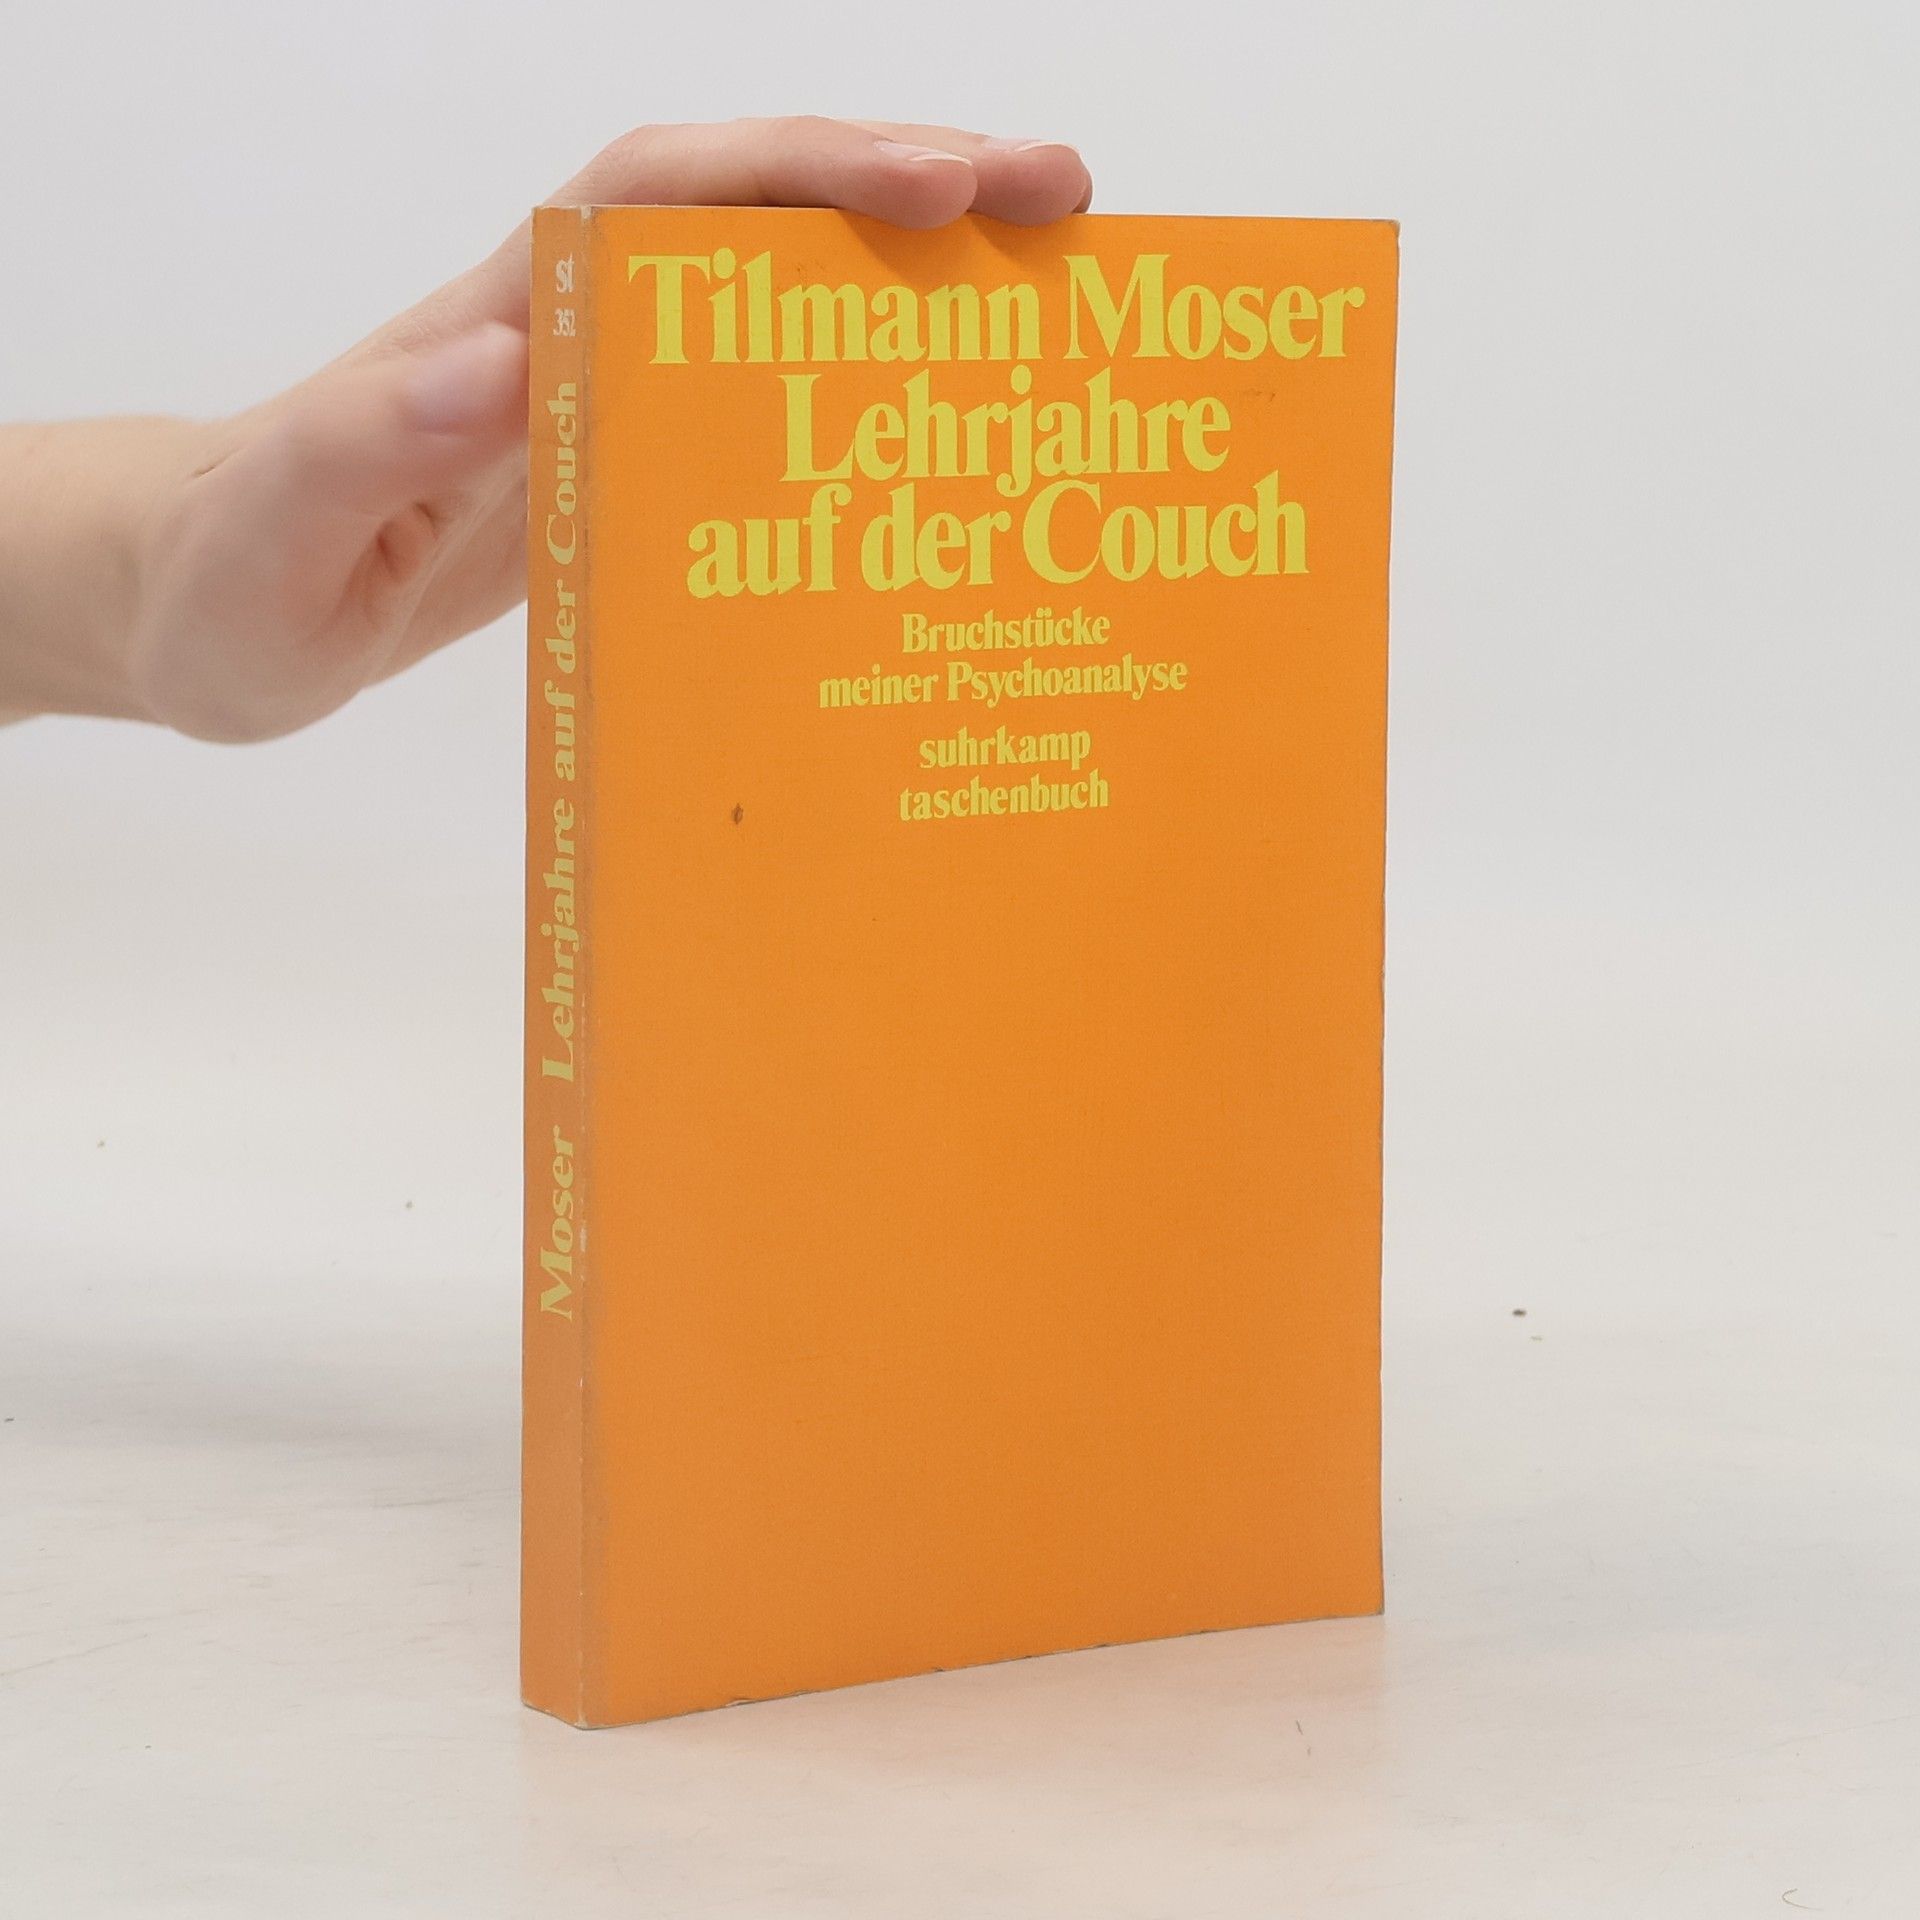 Tilmann Moser
Lehrjahre
auf der Couch
Bruchstücke
meiner Psychoanalyse
suhrkamp
taschenbuch
st
352
Moser Lehrjahre auf der Couch